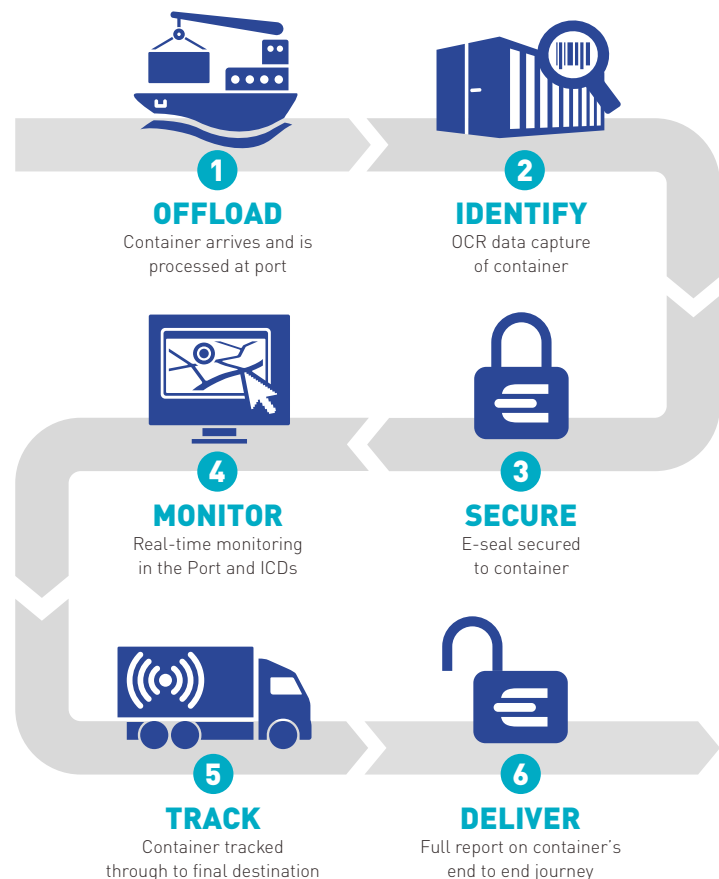 1
OFFLOAD
Container arrives and is
processed at port
2
IDENTIFY
OCR data capture
of container
3
SECURE
E-seal secured
to container
4
MONITOR
Real-time monitoring
in the Port and ICDs
5
TRACK
Container tracked
through to final destination
6
DELIVER
Full report on container's
end to end journey